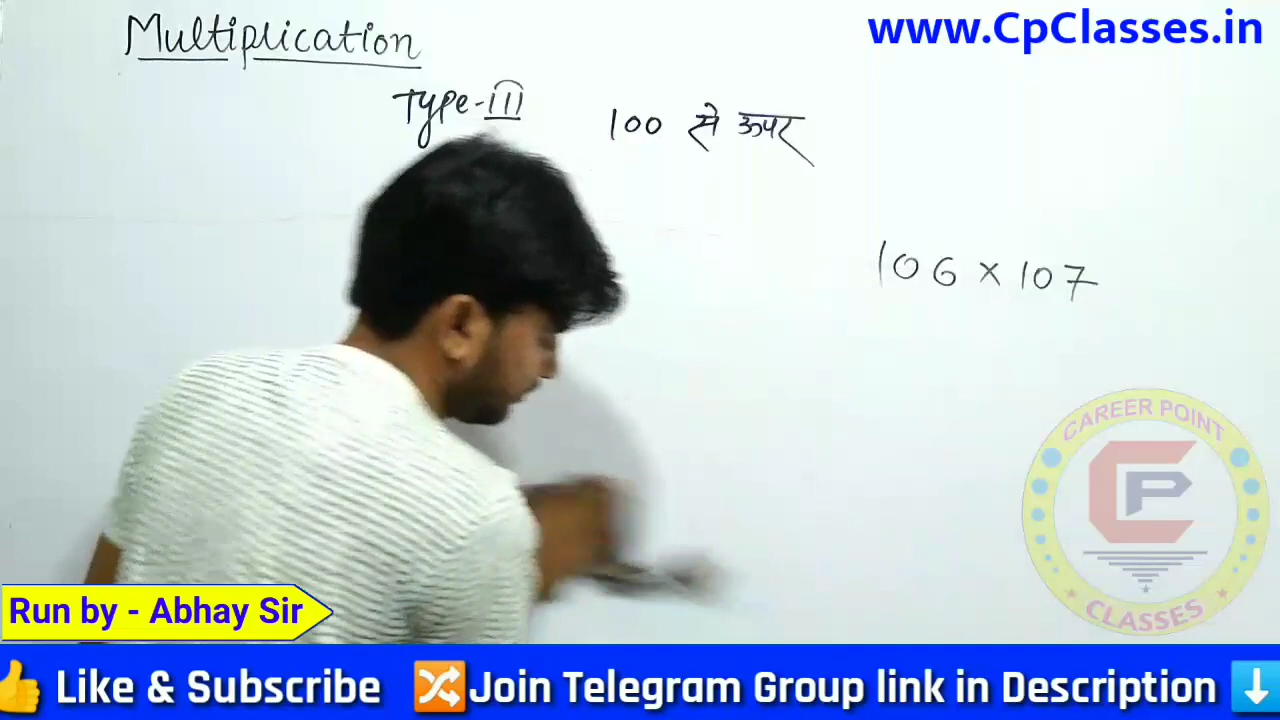 Multiplication
www.CpClasses.in
Type-III 100 से ऊपर
106 × 107
CAREER POINT
CP
CLASSES
Run by - Abhay Sir
👍 Like & Subscribe 🔀 Join Telegram Group link in Description ⬇️